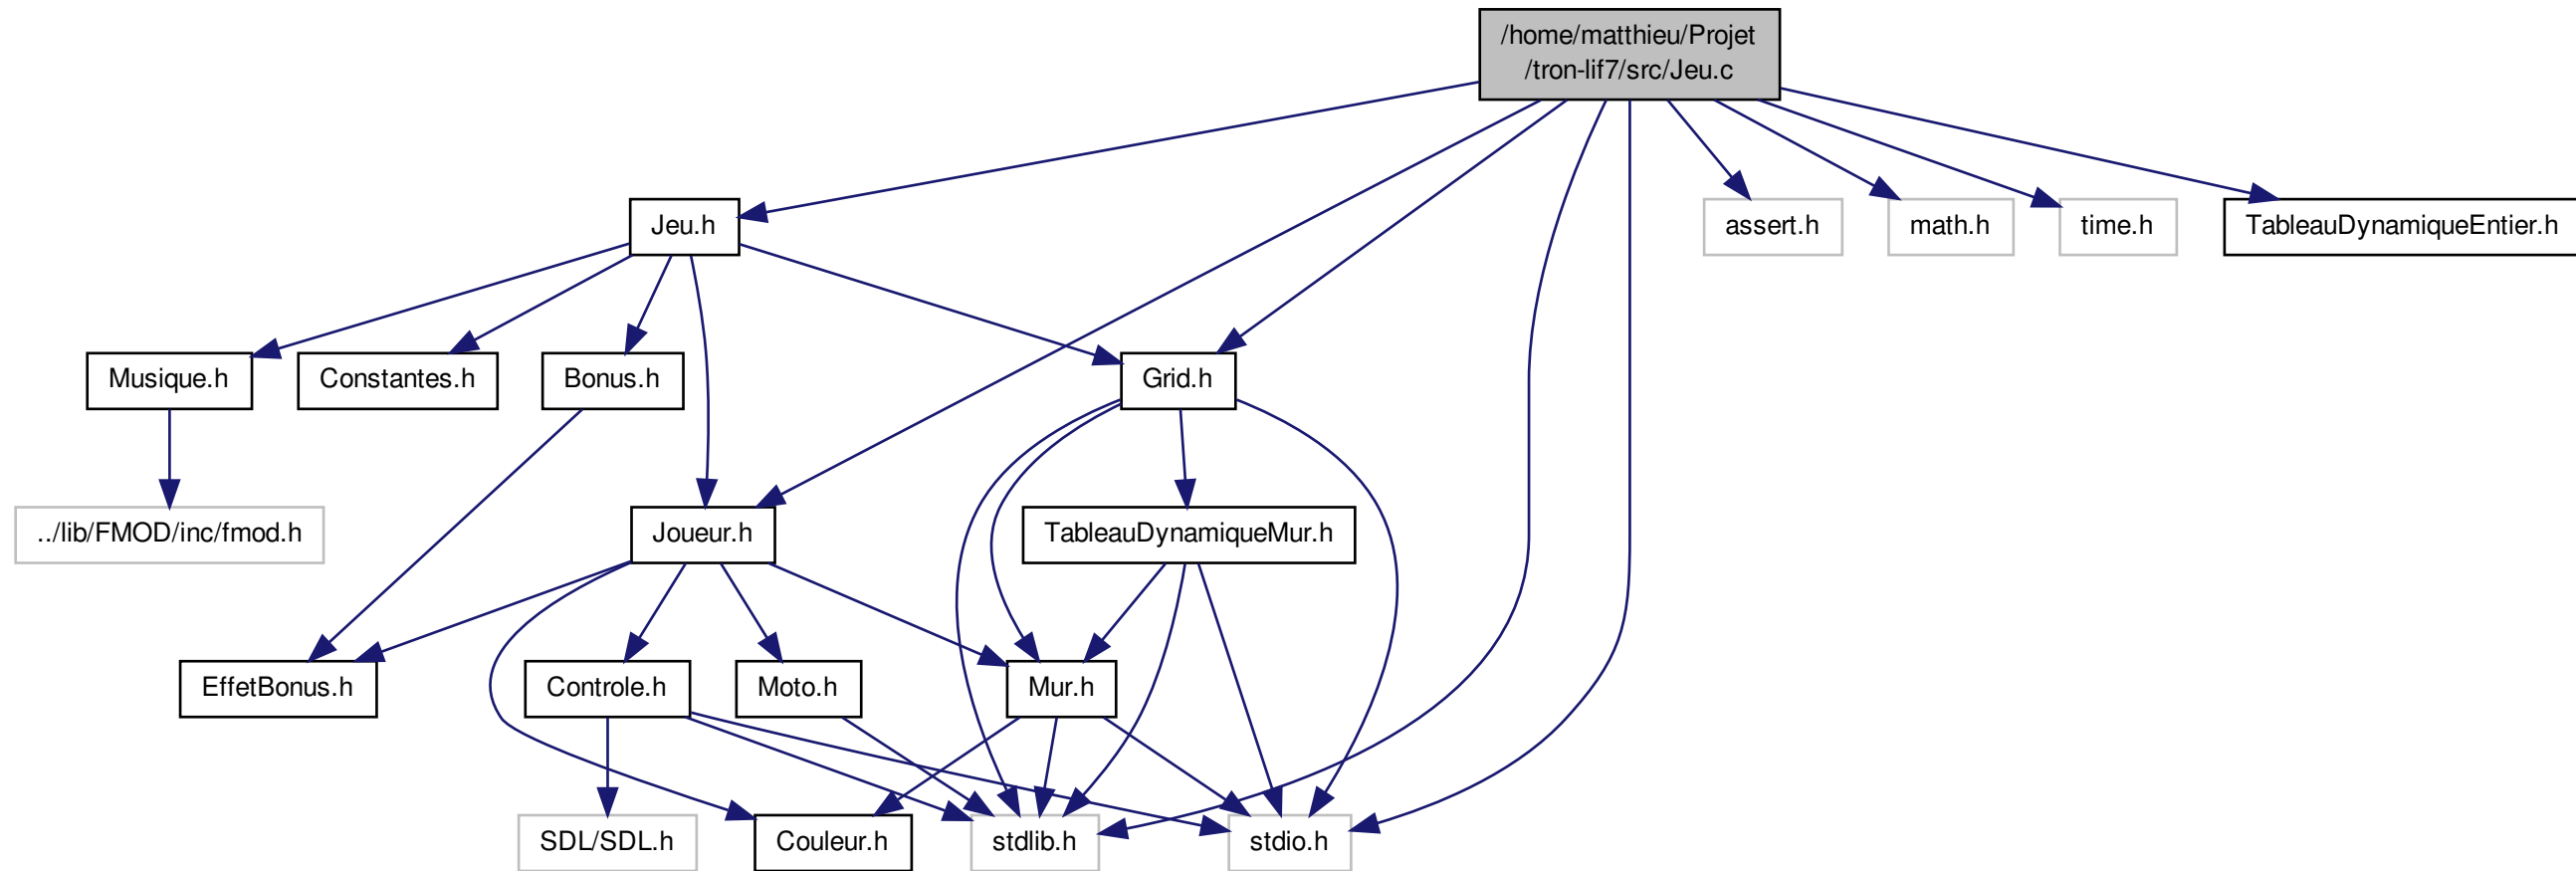 /home/matthieu/Projet
/tron-lif7/src/Jeu.c
Jeu.h
assert.h
math.h
time.h
TableauDynamiqueEntier.h
Musique.h
Constantes.h
Bonus.h
Grid.h
../lib/FMOD/inc/fmod.h
Joueur.h
TableauDynamiqueMur.h
EffetBonus.h
Controle.h
Moto.h
Mur.h
SDL/SDL.h
Couleur.h
stdlib.h
stdio.h